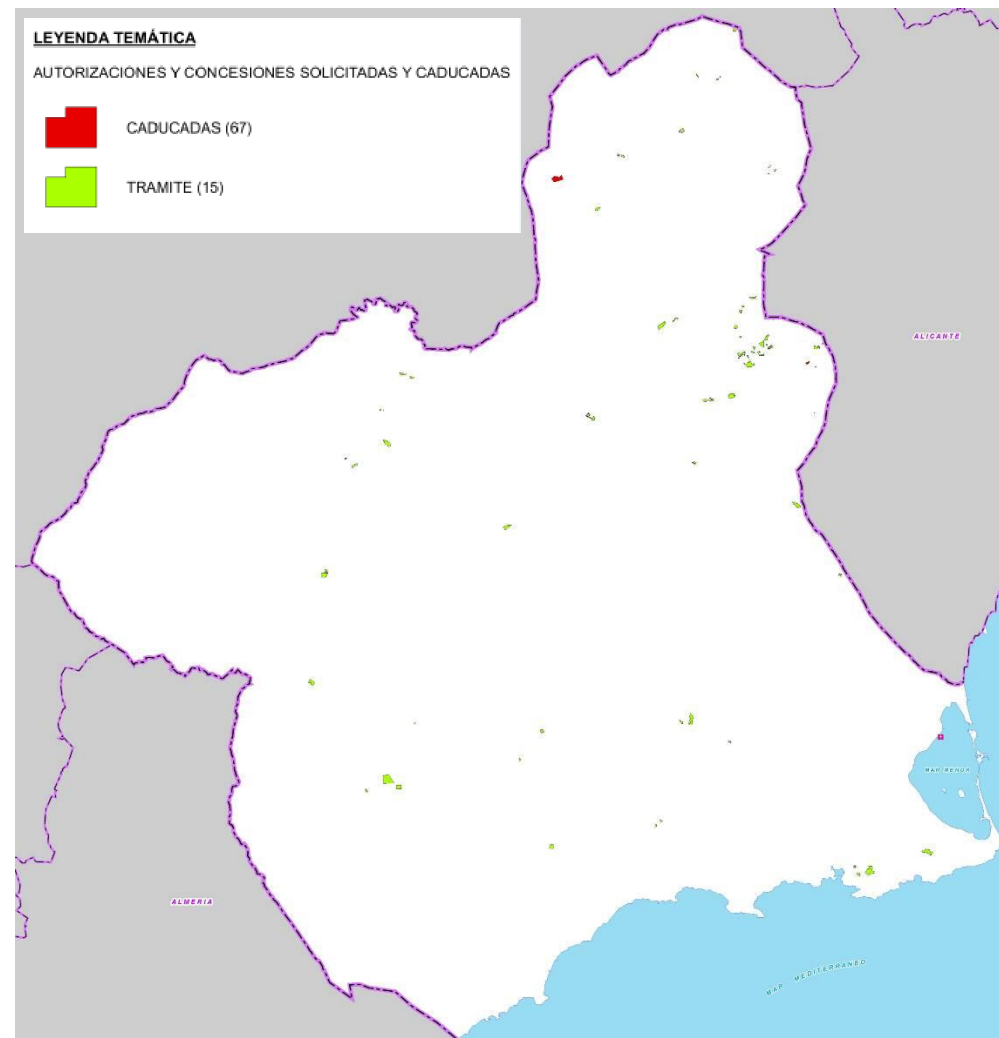 LEYENDA TEMÁTICA
AUTORIZACIONES Y CONCESIONES SOLICITADAS Y CADUCADAS
CADUCADAS (67)
TRAMITE (15)
ALICANTE
MAR MENOR
ALMERIA
MAR MEDITERRANEO